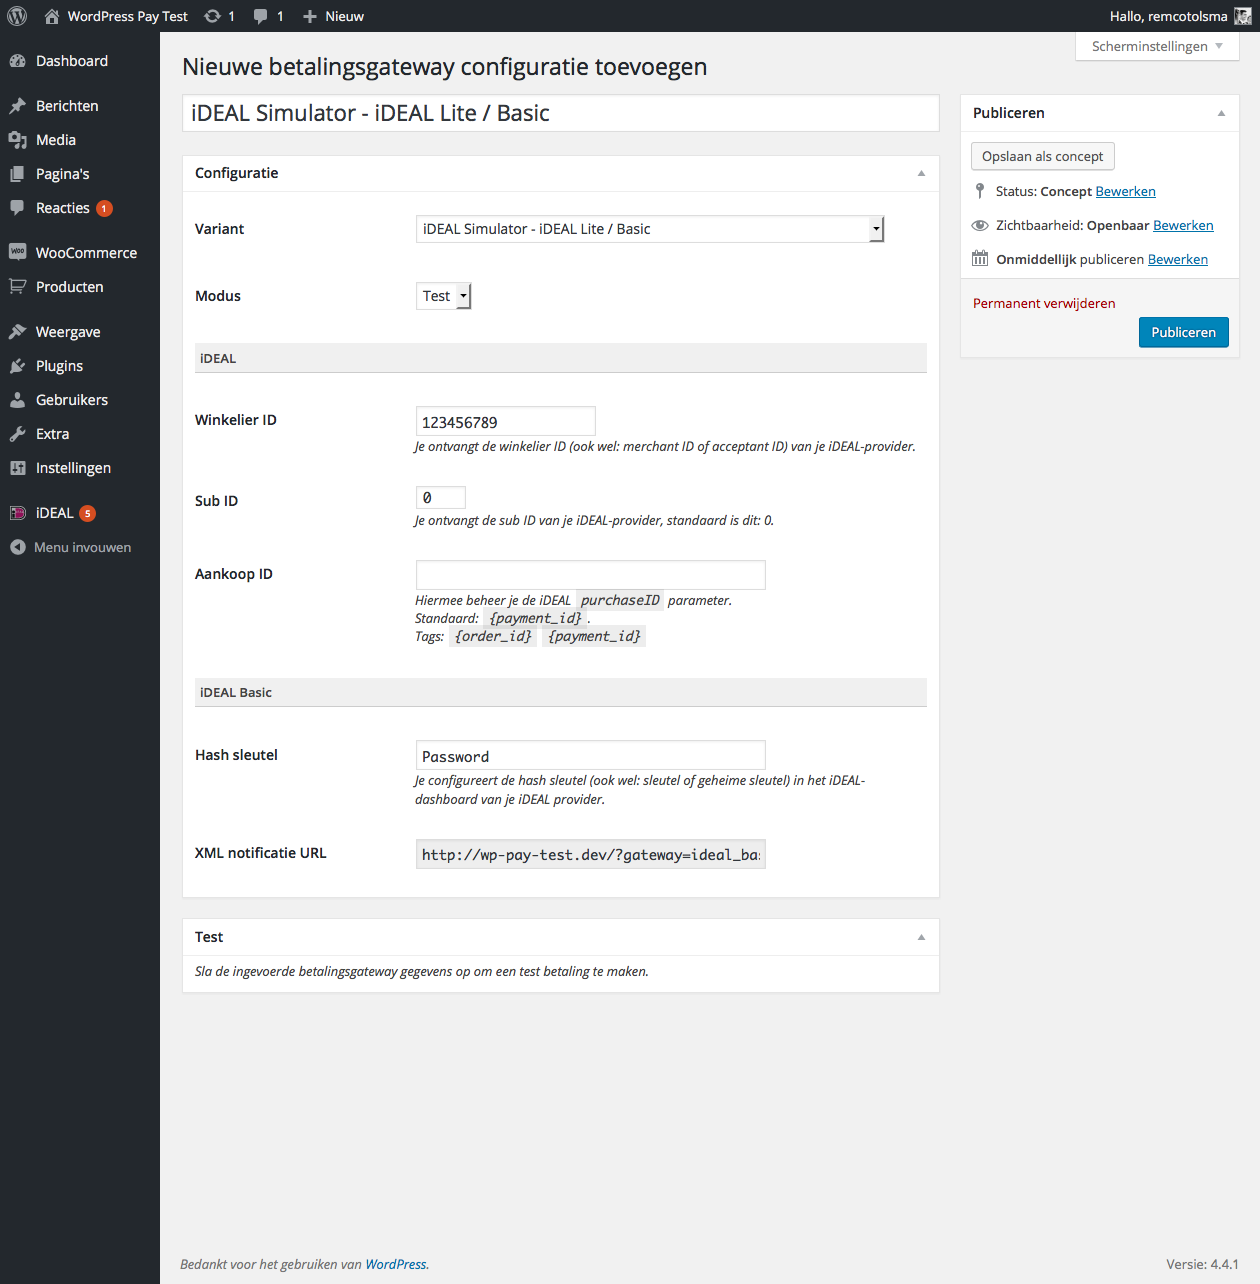 WordPress Pay Test 1 1 Nieuw Hallo, remcotolsma
Scherminstellingen
Dashboard
Berichten
Media
Pagina's
Reacties 1
WooCommerce
Producten
Weergave
Plugins
Gebruikers
Extra
Instellingen
iDEAL 5
Menu invouwen
Nieuwe betalingsgateway configuratie toevoegen
iDEAL Simulator - iDEAL Lite / Basic
Configuratie
Variant iDEAL Simulator - iDEAL Lite / Basic
Modus Test
iDEAL
Winkelier ID 123456789
Je ontvangt de winkelier ID (ook wel: merchant ID of acceptant ID) van je iDEAL-provider.
Sub ID 0
Je ontvangt de sub ID van je iDEAL-provider, standaard is dit: 0.
Aankoop ID
Hiermee beheer je de iDEAL purchaseID parameter.
Standaard: {payment_id}.
Tags: {order_id} {payment_id}
iDEAL Basic
Hash sleutel Password
Je configureert de hash sleutel (ook wel: sleutel of geheime sleutel) in het iDEAL-
dashboard van je iDEAL provider.
XML notificatie URL http://wp-pay-test.dev/?gateway=ideal_ba
Test
Sla de ingevoerde betalingsgateway gegevens op om een test betaling te maken.
Publiceren
Opslaan als concept
Status: Concept Bewerken
Zichtbaarheid: Openbaar Bewerken
Onmiddellijk publiceren Bewerken
Permanent verwijderen
Publiceren
Bedankt voor het gebruiken van WordPress.
Versie: 4.4.1